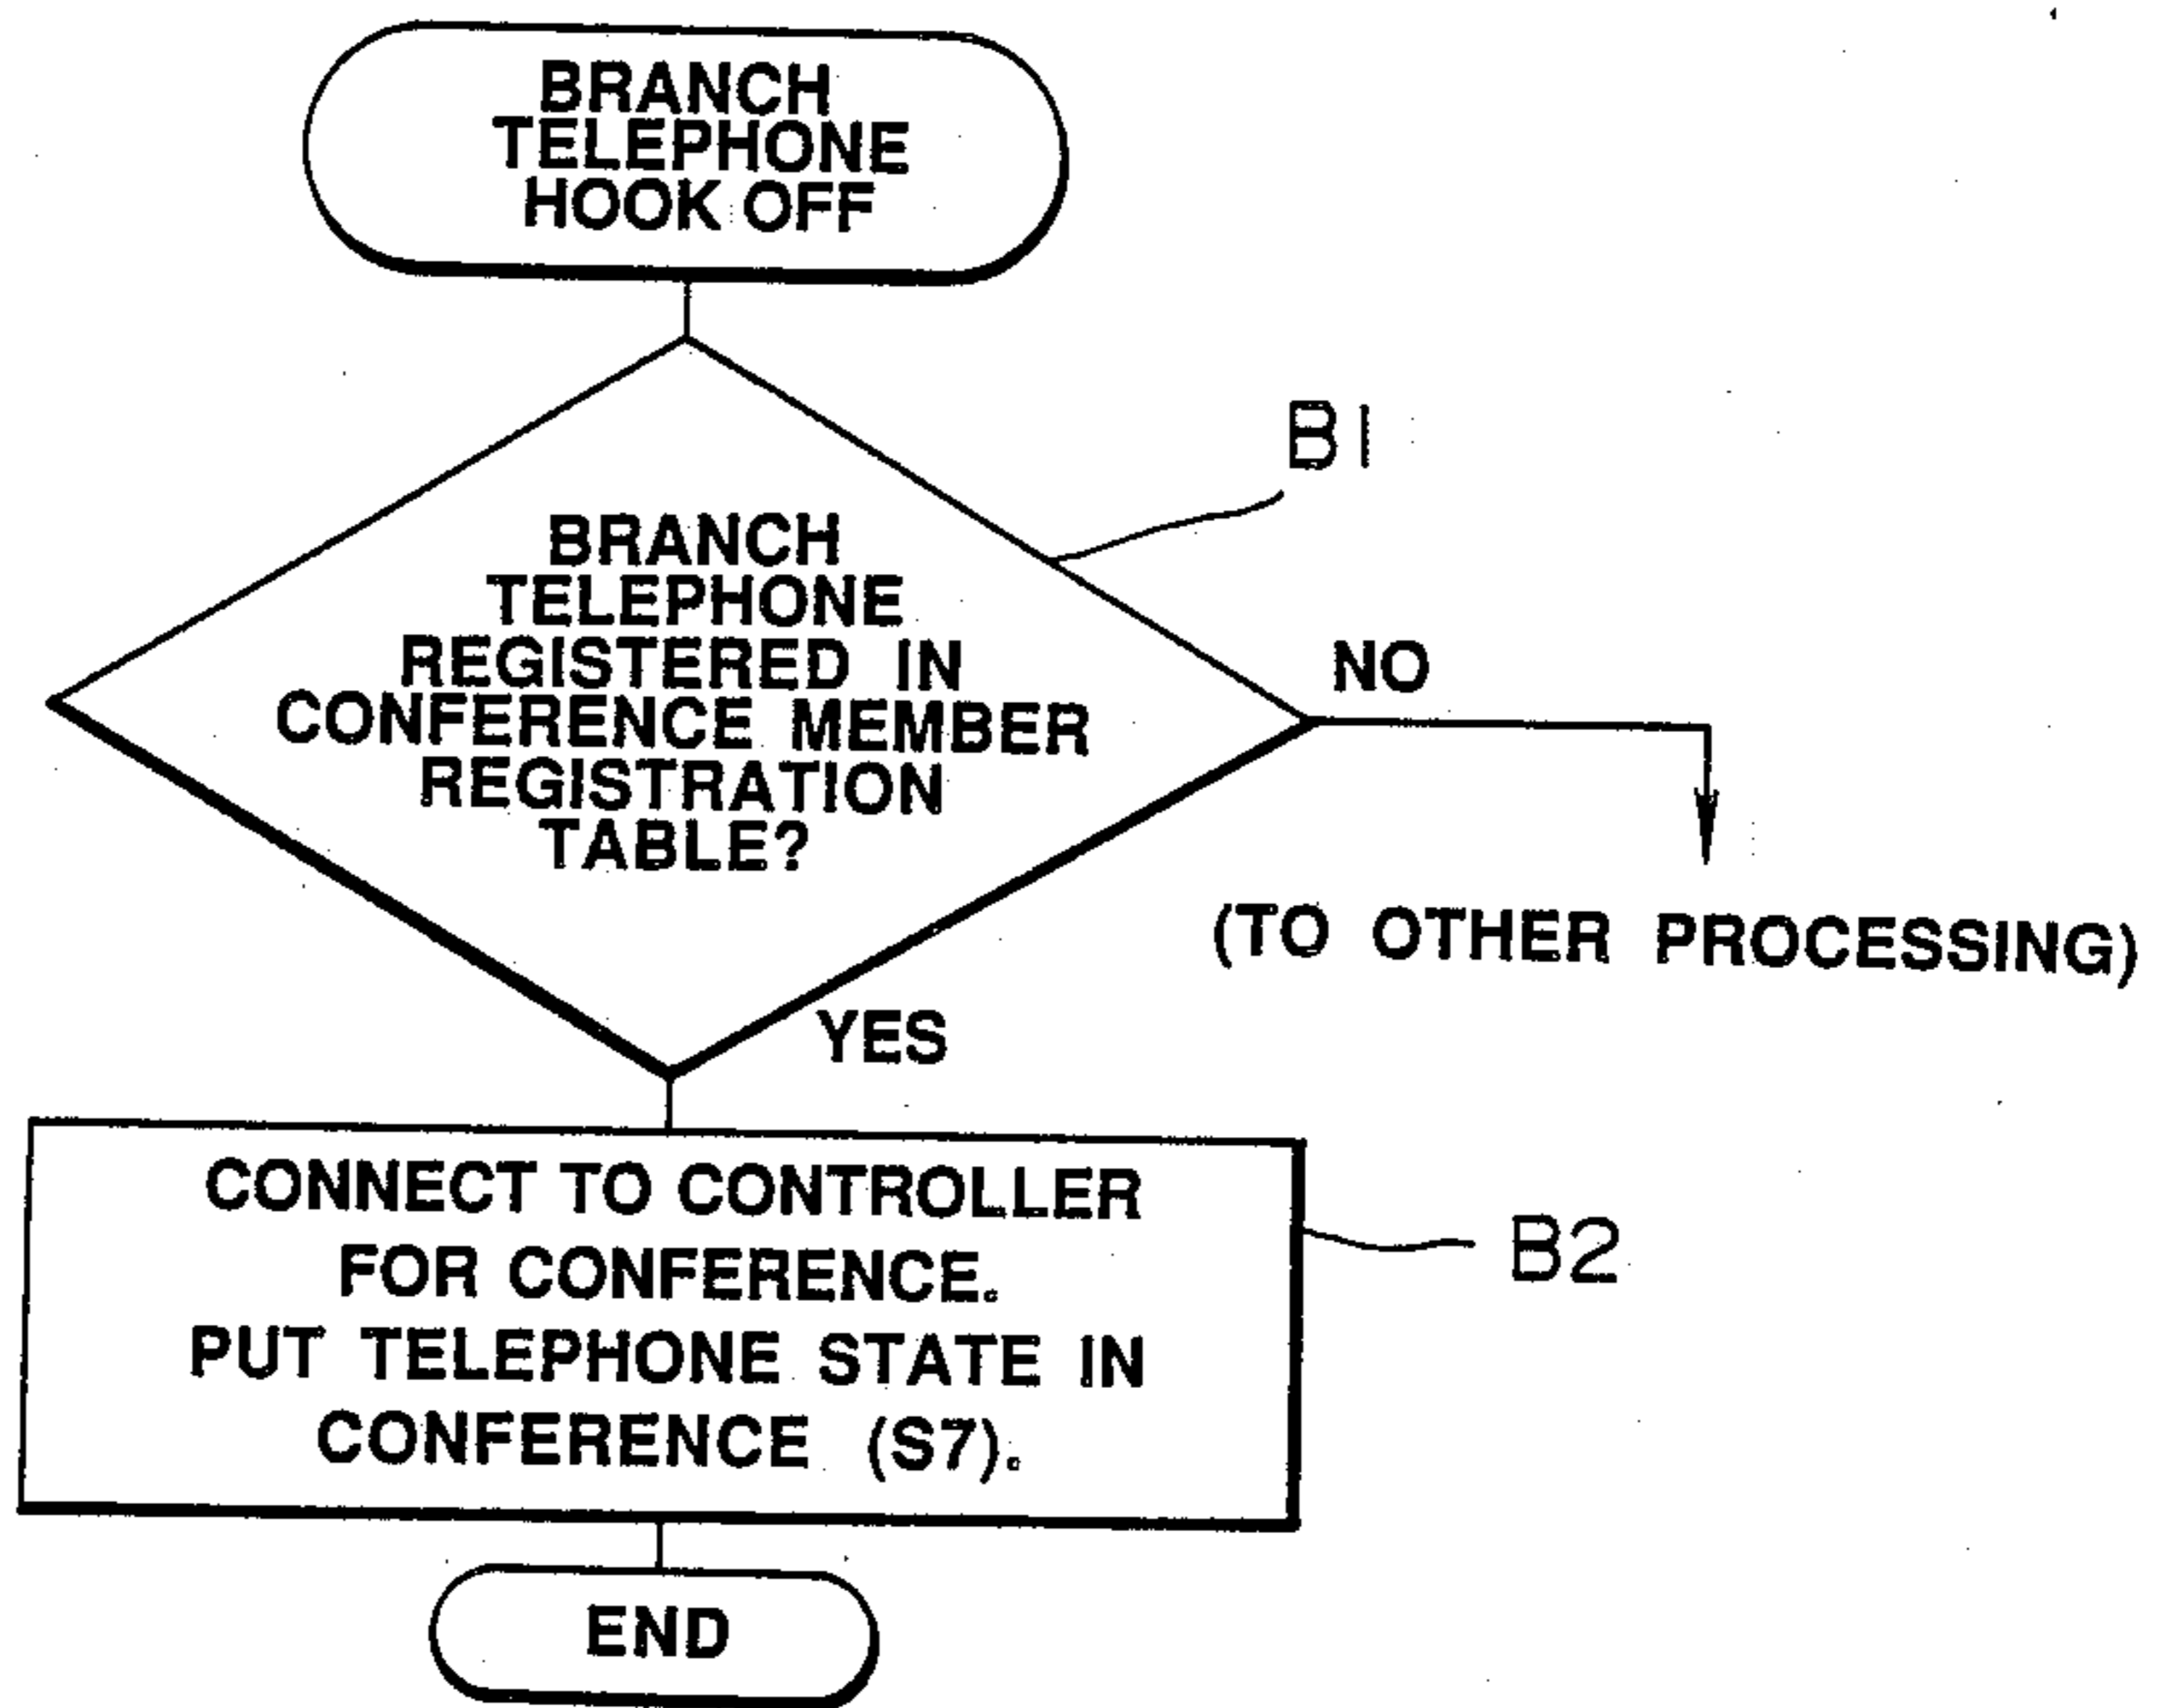 BRANCH
TELEPHONE
HOOK OFF
B1
BRANCH
TELEPHONE
REGISTERED IN
CONFERENCE MEMBER
REGISTRATION
TABLE?
NO
(TO OTHER PROCESSING)
YES
CONNECT TO CONTROLLER
FOR CONFERENCE.
PUT TELEPHONE STATE IN
CONFERENCE (S7).
B2
END